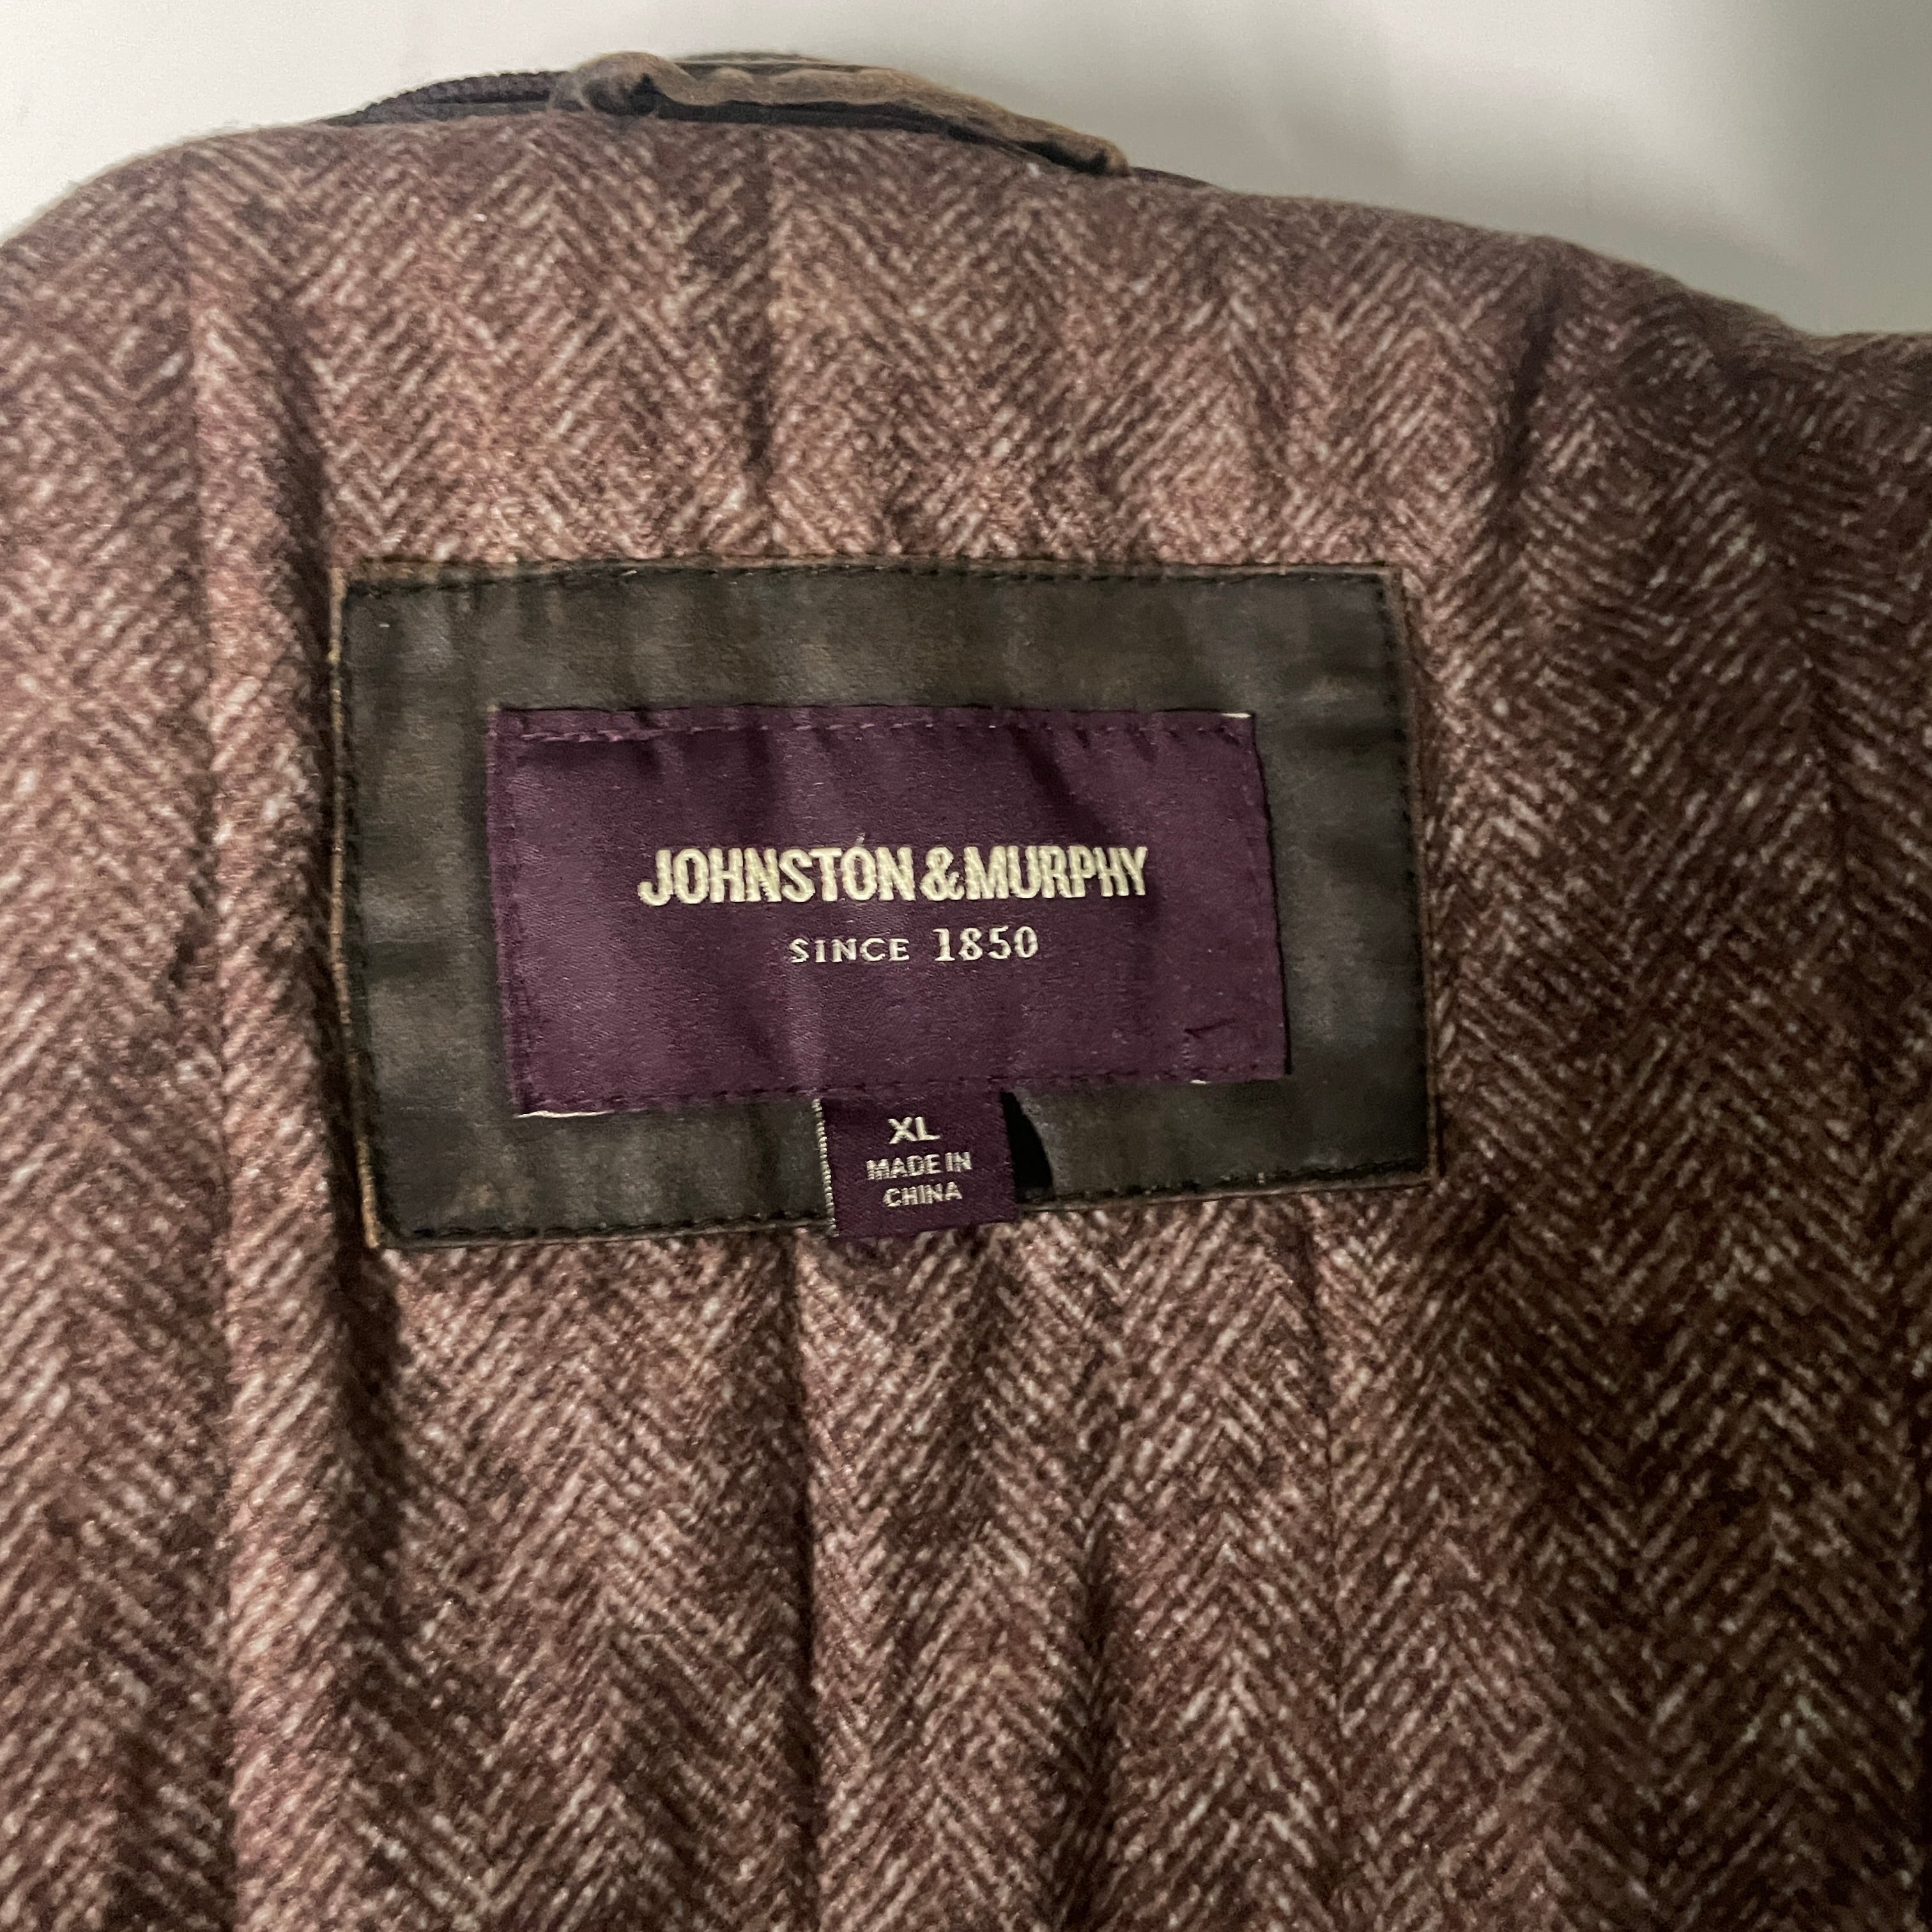 JOHNSTON & MURPHY
SINCE 1850
XL
MADE IN
CHINA